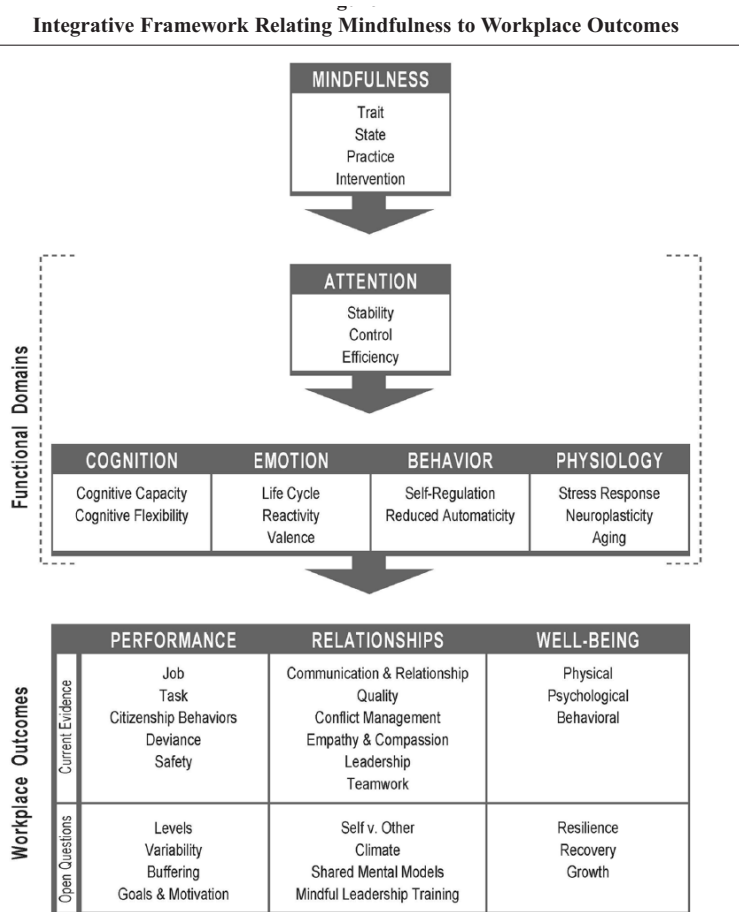 Integrative Framework Relating Mindfulness to Workplace Outcomes
MINDFULNESS
Trait
State
Practice
Intervention
Functional Domains
ATTENTION
Stability
Control
Efficiency
COGNITION
Cognitive Capacity
Cognitive Flexibility
EMOTION
Life Cycle
Reactivity
Valence
BEHAVIOR
Self-Regulation
Reduced Automaticity
PHYSIOLOGY
Stress Response
Neuroplasticity
Aging
Workplace Outcomes
PERFORMANCE
RELATIONSHIPS
WELL-BEING
Current Evidence
Job
Task
Citizenship Behaviors
Deviance
Safety
Communication & Relationship
Quality
Conflict Management
Empathy & Compassion
Leadership
Teamwork
Physical
Psychological
Behavioral
Open Questions
Levels
Variability
Buffering
Goals & Motivation
Self v. Other
Climate
Shared Mental Models
Mindful Leadership Training
Resilience
Recovery
Growth